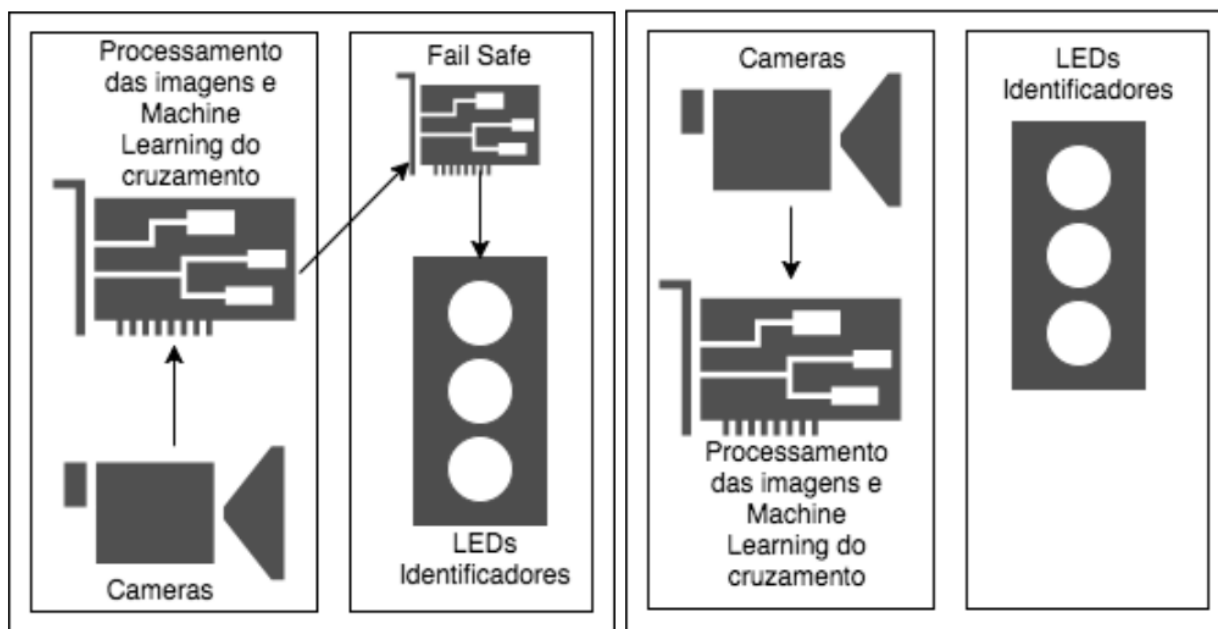 Processamento
das imagens e
Machine
Learning do
cruzamento
Cameras
Fail Safe
LEDs
Identificadores
Cameras
Processamento
das imagens e
Machine
Learning do
cruzamento
LEDs
Identificadores